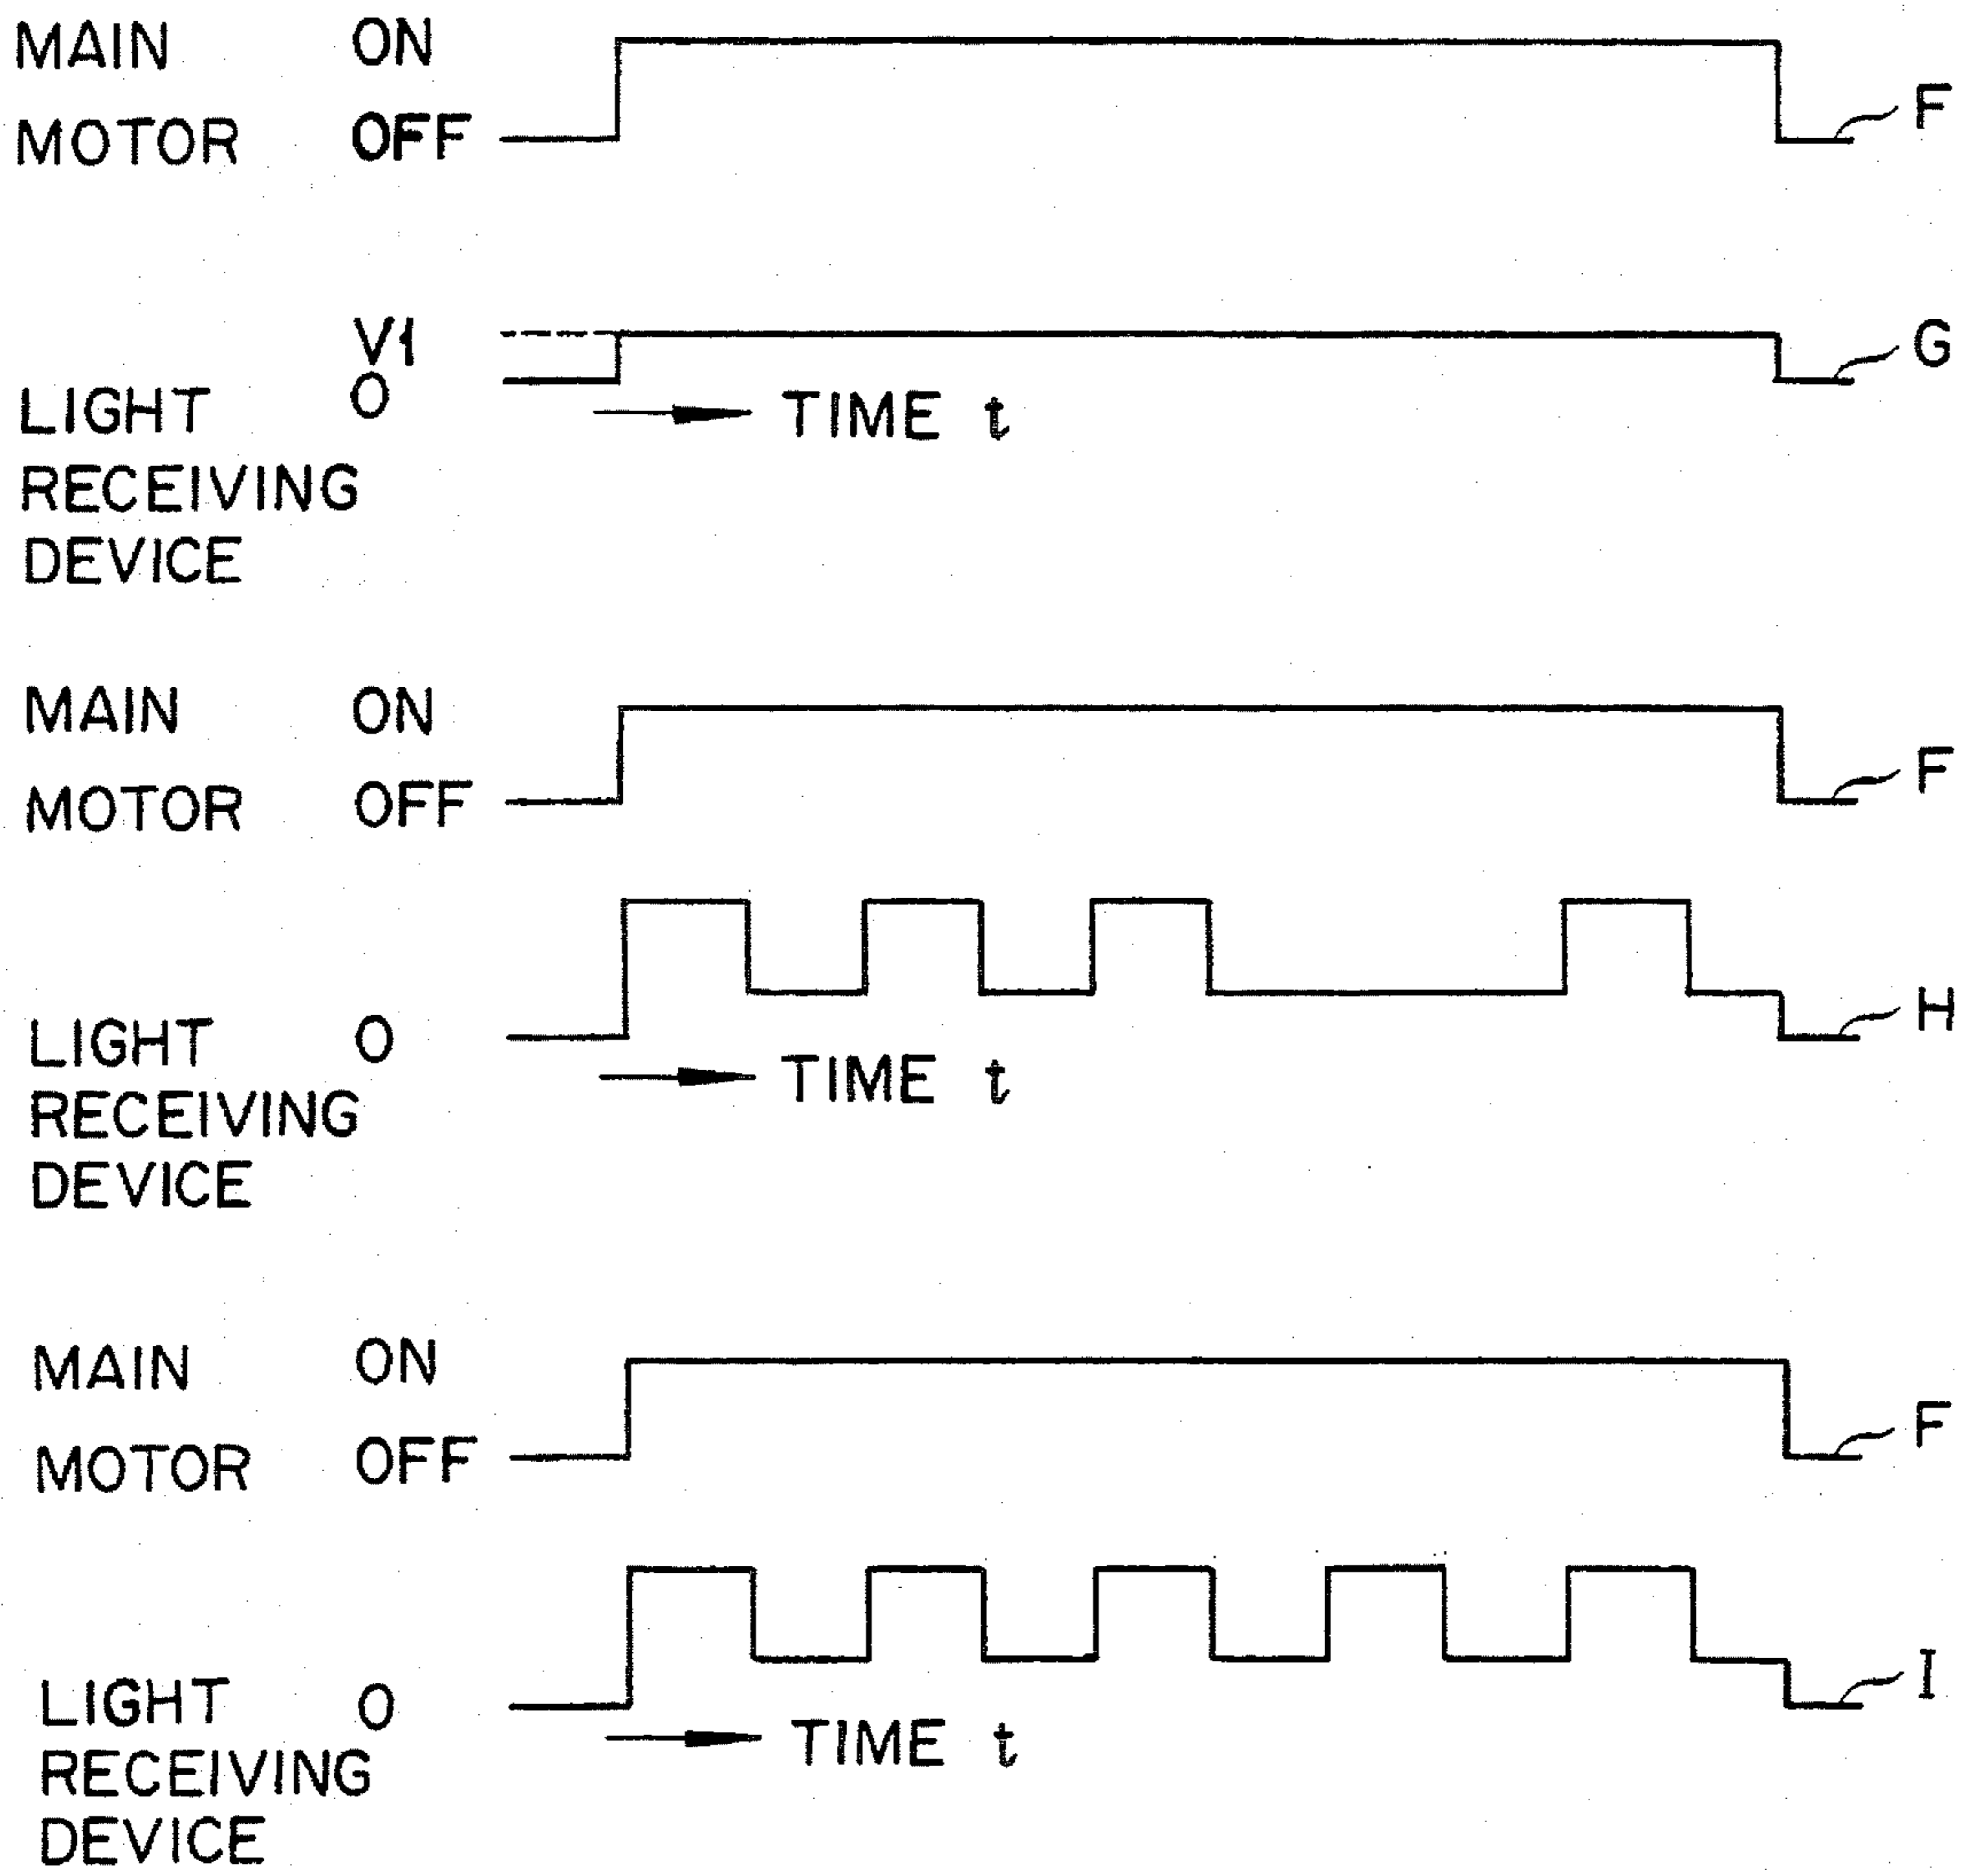 MAIN ON
MOTOR OFF F
V1 G
LIGHT O TIME t
RECEIVING
DEVICE
MAIN ON
MOTOR OFF F
LIGHT O H
TIME t
RECEIVING
DEVICE
MAIN ON
MOTOR OFF F
LIGHT O I
TIME t
RECEIVING
DEVICE